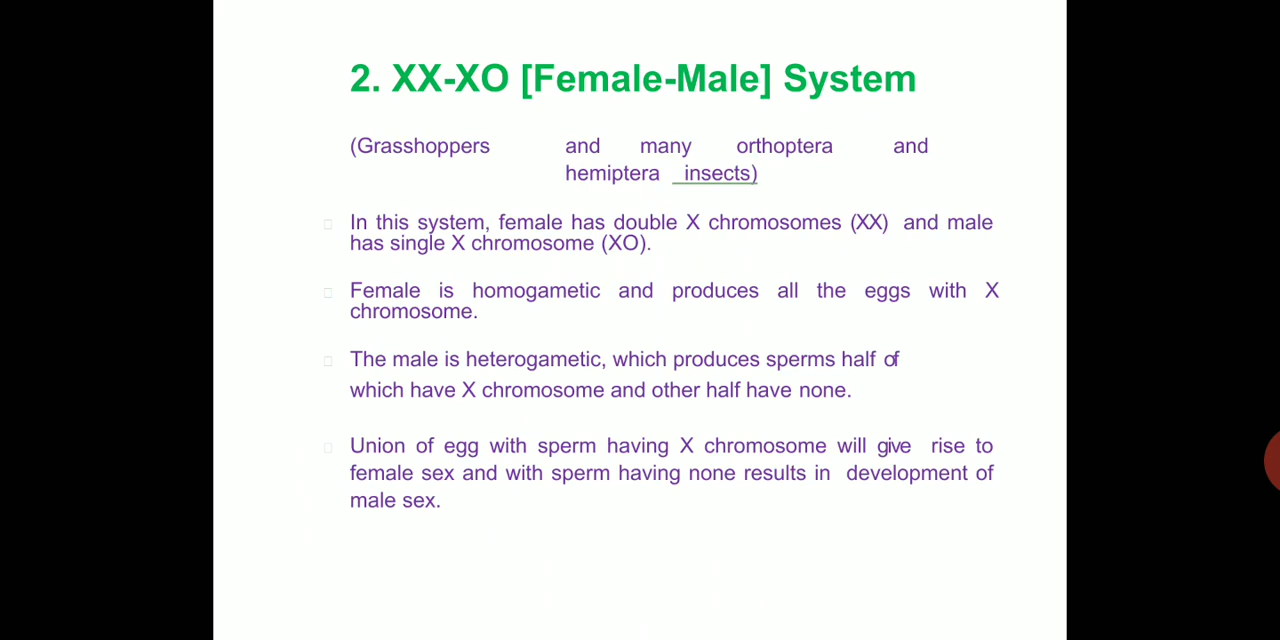 2. XX-XO [Female-Male] System
(Grasshoppers and many orthoptera and
hemiptera insects)
In this system, female has double X chromosomes (XX) and male
has single X chromosome (XO).
Female is homogametic and produces all the eggs with X
chromosome.
The male is heterogametic, which produces sperms half of
which have X chromosome and other half have none.
Union of egg with sperm having X chromosome will give rise to
female sex and with sperm having none results in development of
male sex.